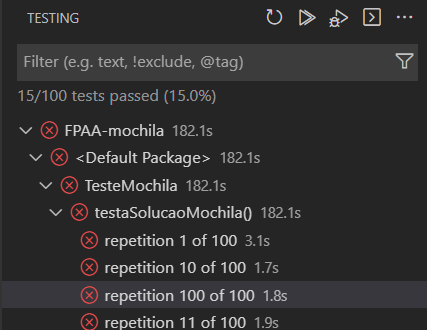 TESTING
Filter (e.g. text, !exclude, @tag)
15/100 tests passed (15.0%)
FPAA-mochila 182.1s
<Default Package> 182.1s
TesteMochila 182.1s
testaSolucaoMochila() 182.1s
repetition 1 of 100 3.1s
repetition 10 of 100 1.7s
repetition 100 of 100 1.8s
repetition 11 of 100 1.9s